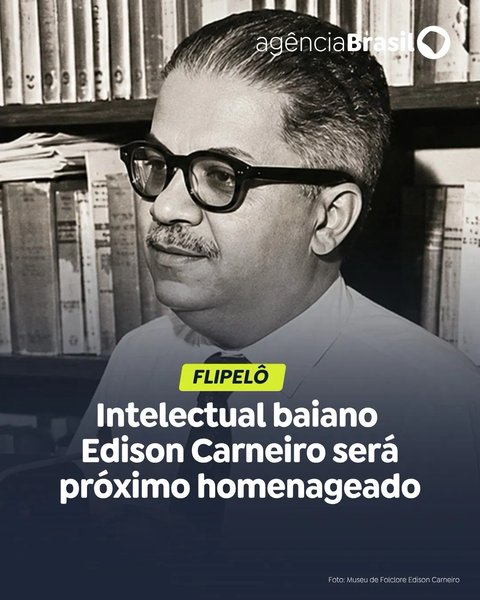 agênciaBrasil
FLIPELÔ
Intelectual baiano
Edison Carneiro será
próximo homenageado
Foto: Museu de Folclore Edison Carneiro